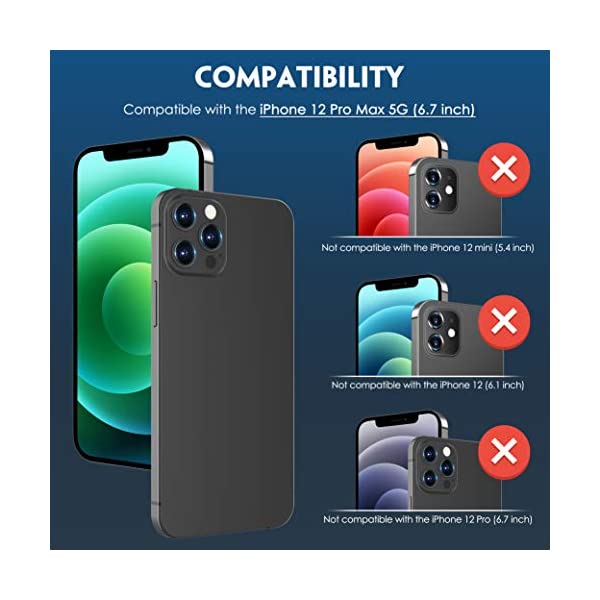 COMPATIBILITY
Compatible with the iPhone 12 Pro Max 5G (6.7 inch)
Not compatible with the iPhone 12 mini (5.4 inch)
Not compatible with the iPhone 12 (6.1 inch)
Not compatible with the iPhone 12 Pro (6.7 inch)